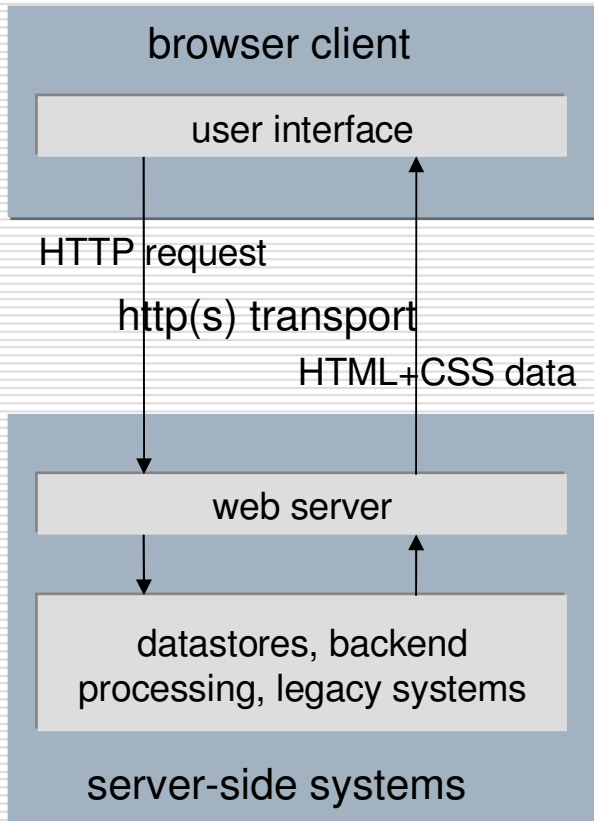 browser client
user interface
HTTP request
http(s) transport
HTML+CSS data
web server
datastores, backend
processing, legacy systems
server-side systems